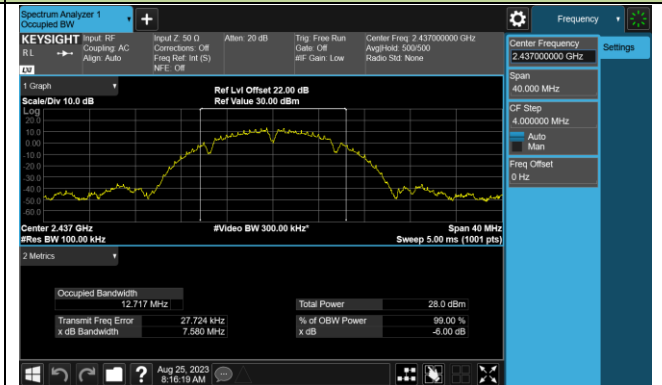 Spectrum Analyzer 1
Occupied BW
+
Frequency
KEYSIGHT
RL
LXI
Input: RF
Coupling: AC
Align: Auto
Input Z: 50 Ω
Corrections: Off
Freq Ref: Int (S)
NFE: Off
Atten: 20 dB
Trig: Free Run
Gate: Off
#IF Gain: Low
Center Freq: 2.437000000 GHz
Avg|Hold: 500/500
Radio Std: None
Center Frequency
2.437000000 GHz
Settings
Span
40.000 MHz
CF Step
4.000000 MHz
Auto
Man
Freq Offset
0 Hz
1 Graph
Scale/Div 10.0 dB
Ref Lvl Offset 22.00 dB
Ref Value 30.00 dBm
Log
20.0
10.0
0.00
-10.0
-20.0
-30.0
-40.0
-50.0
-60.0
Center 2.437 GHz
#Video BW 300.00 kHz*
Span 40 MHz
#Res BW 100.00 kHz
Sweep 5.00 ms (1001 pts)
2 Metrics
Occupied Bandwidth
12.717 MHz
Total Power 28.0 dBm
Transmit Freq Error 27.724 kHz
% of OBW Power 99.00 %
x dB Bandwidth 7.580 MHz
x dB -6.00 dB
?
Aug 25, 2023
8:16:19 AM